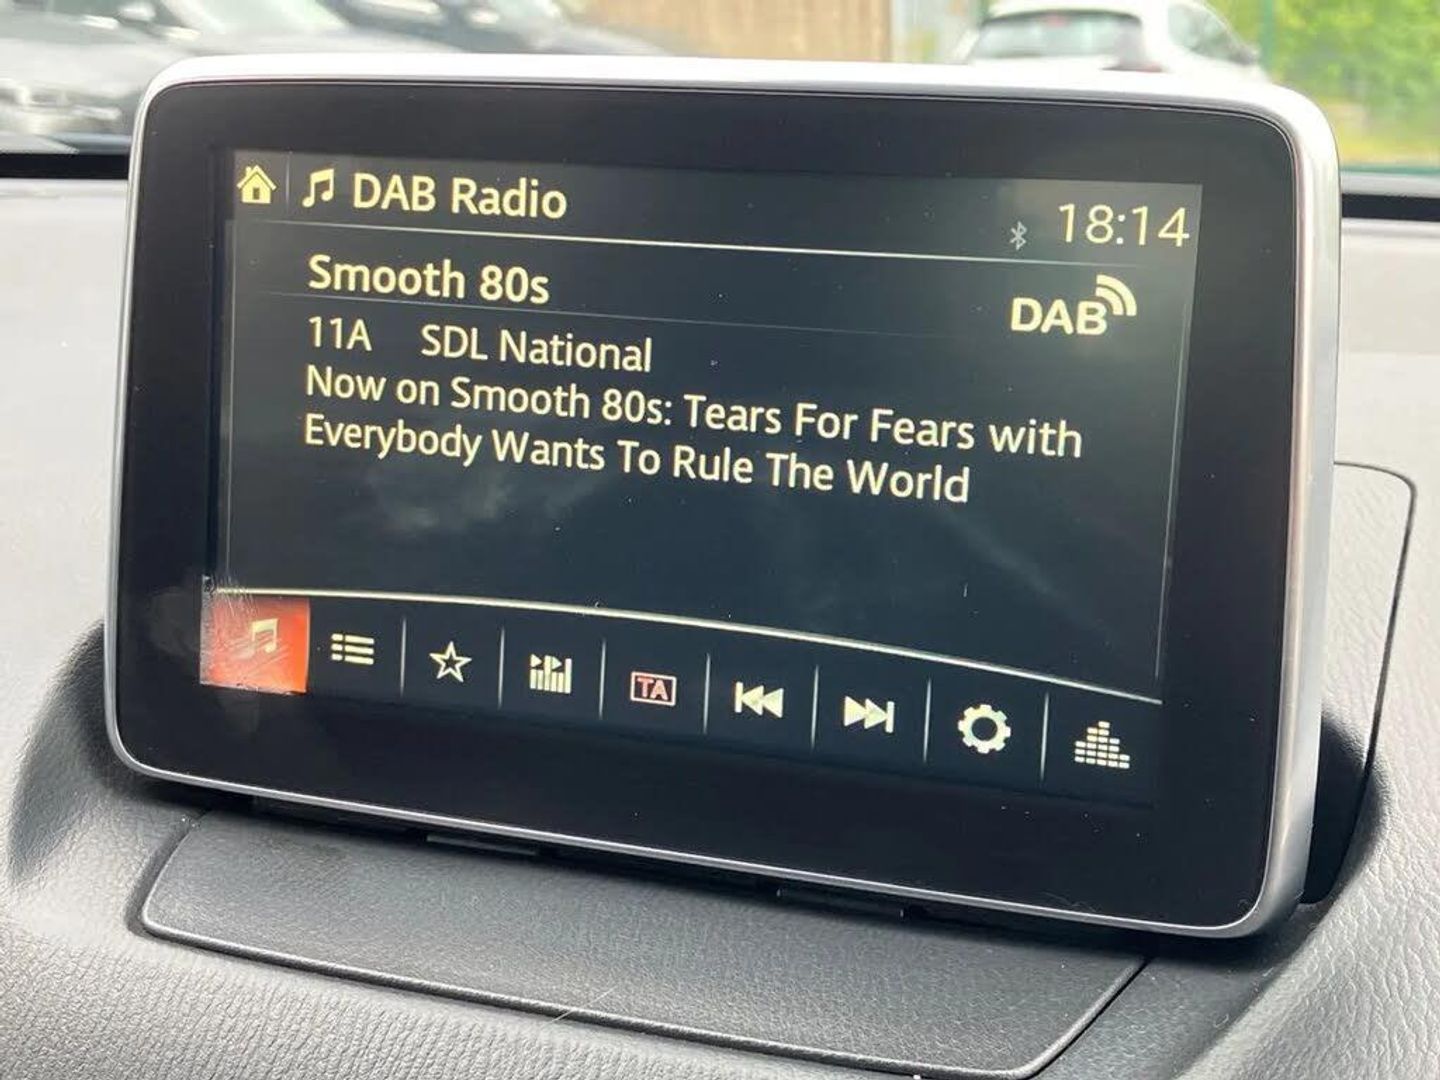 DAB Radio
18:14
Smooth 80s
DAB
11A SDL National
Now on Smooth 80s: Tears For Fears with
Everybody Wants To Rule The World
TA